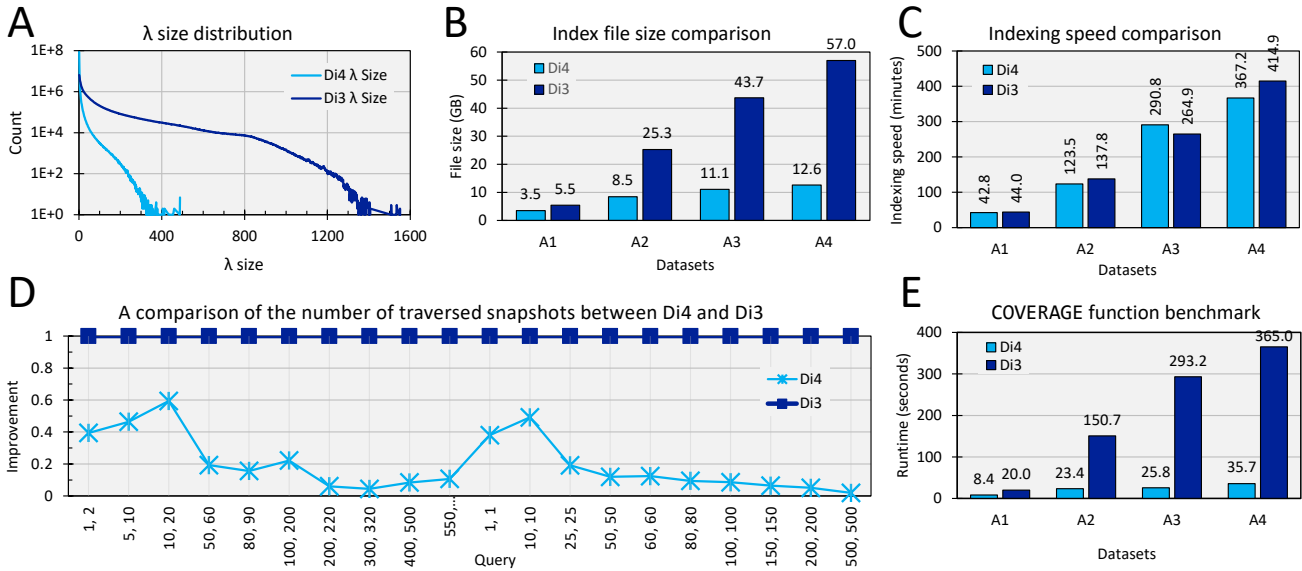 A
λ size distribution
1E+8
1E+6
1E+4
1E+2
1E+0
Count
Di4 λ Size
Di3 λ Size
0
400
800
1200
1600
λ size
B
Index file size comparison
60
50
40
30
20
10
0
File size (GB)
Di4
Di3
3.5
5.5
8.5
25.3
11.1
43.7
12.6
57.0
A1
A2
A3
A4
Datasets
C
Indexing speed comparison
500
400
300
200
100
0
Indexing speed (minutes)
Di4
Di3
42.8
44.0
123.5
137.8
290.8
264.9
367.2
414.9
A1
A2
A3
A4
Datasets
D
A comparison of the number of traversed snapshots between Di4 and Di3
1
0.8
0.6
0.4
0.2
0
Improvement
Di4
Di3
1, 2
5, 10
10, 20
50, 60
80, 90
100, 200
200, 220
300, 320
400, 500
550,...
1, 1
10, 10
25, 25
50, 50
60, 60
80, 80
100, 100
150, 150
200, 200
500, 500
Query
E
COVERAGE function benchmark
400
300
200
100
0
Runtime (seconds)
Di4
Di3
8.4
20.0
23.4
150.7
25.8
293.2
35.7
365.0
A1
A2
A3
A4
Datasets